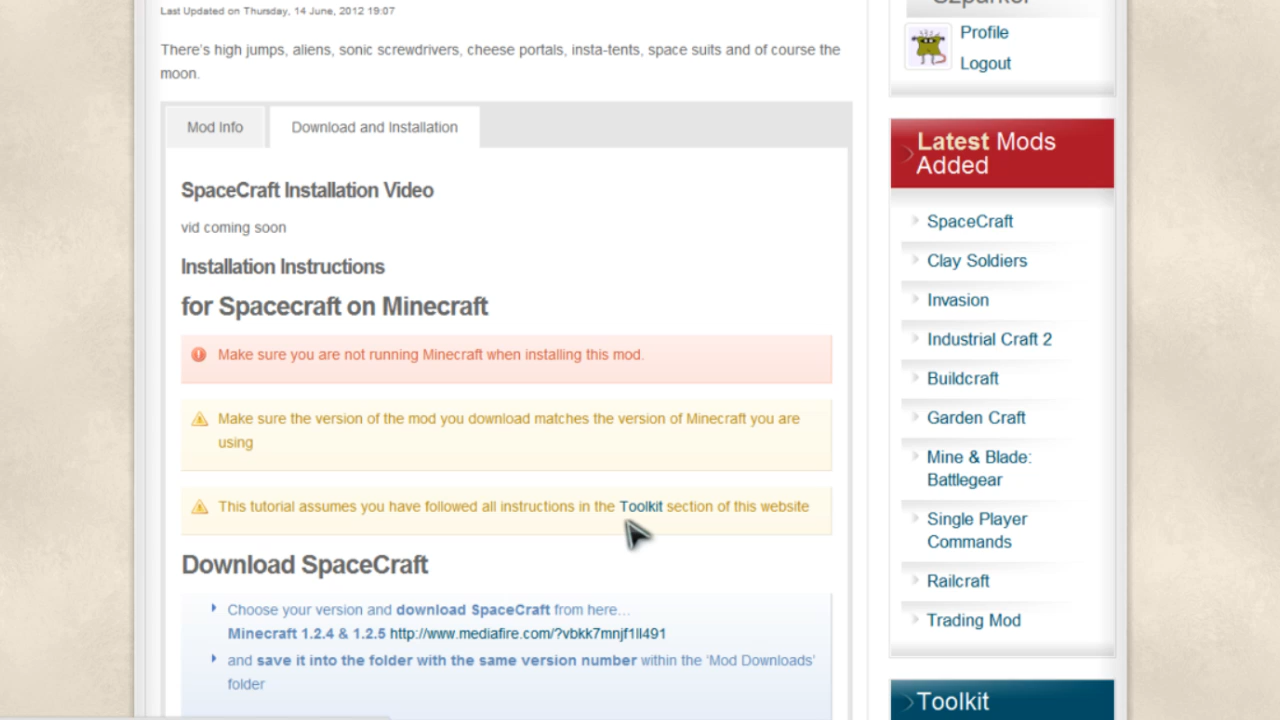 Last Updated on Thursday, 14 June, 2012 19:07
There's high jumps, aliens, sonic screwdrivers, cheese portals, insta-tents, space suits and of course the
moon.
Mod Info
Download and Installation
SpaceCraft Installation Video
vid coming soon
Installation Instructions
for Spacecraft on Minecraft
Make sure you are not running Minecraft when installing this mod.
Make sure the version of the mod you download matches the version of Minecraft you are
using
This tutorial assumes you have followed all instructions in the Toolkit section of this website
Download SpaceCraft
Choose your version and download SpaceCraft from here...
Minecraft 1.2.4 & 1.2.5 http://www.mediafire.com/?vbkk7mnjf1ll491
and save it into the folder with the same version number within the 'Mod Downloads'
folder
Profile
Logout
Latest Mods
Added
SpaceCraft
Clay Soldiers
Invasion
Industrial Craft 2
Buildcraft
Garden Craft
Mine & Blade:
Battlegear
Single Player
Commands
Railcraft
Trading Mod
Toolkit